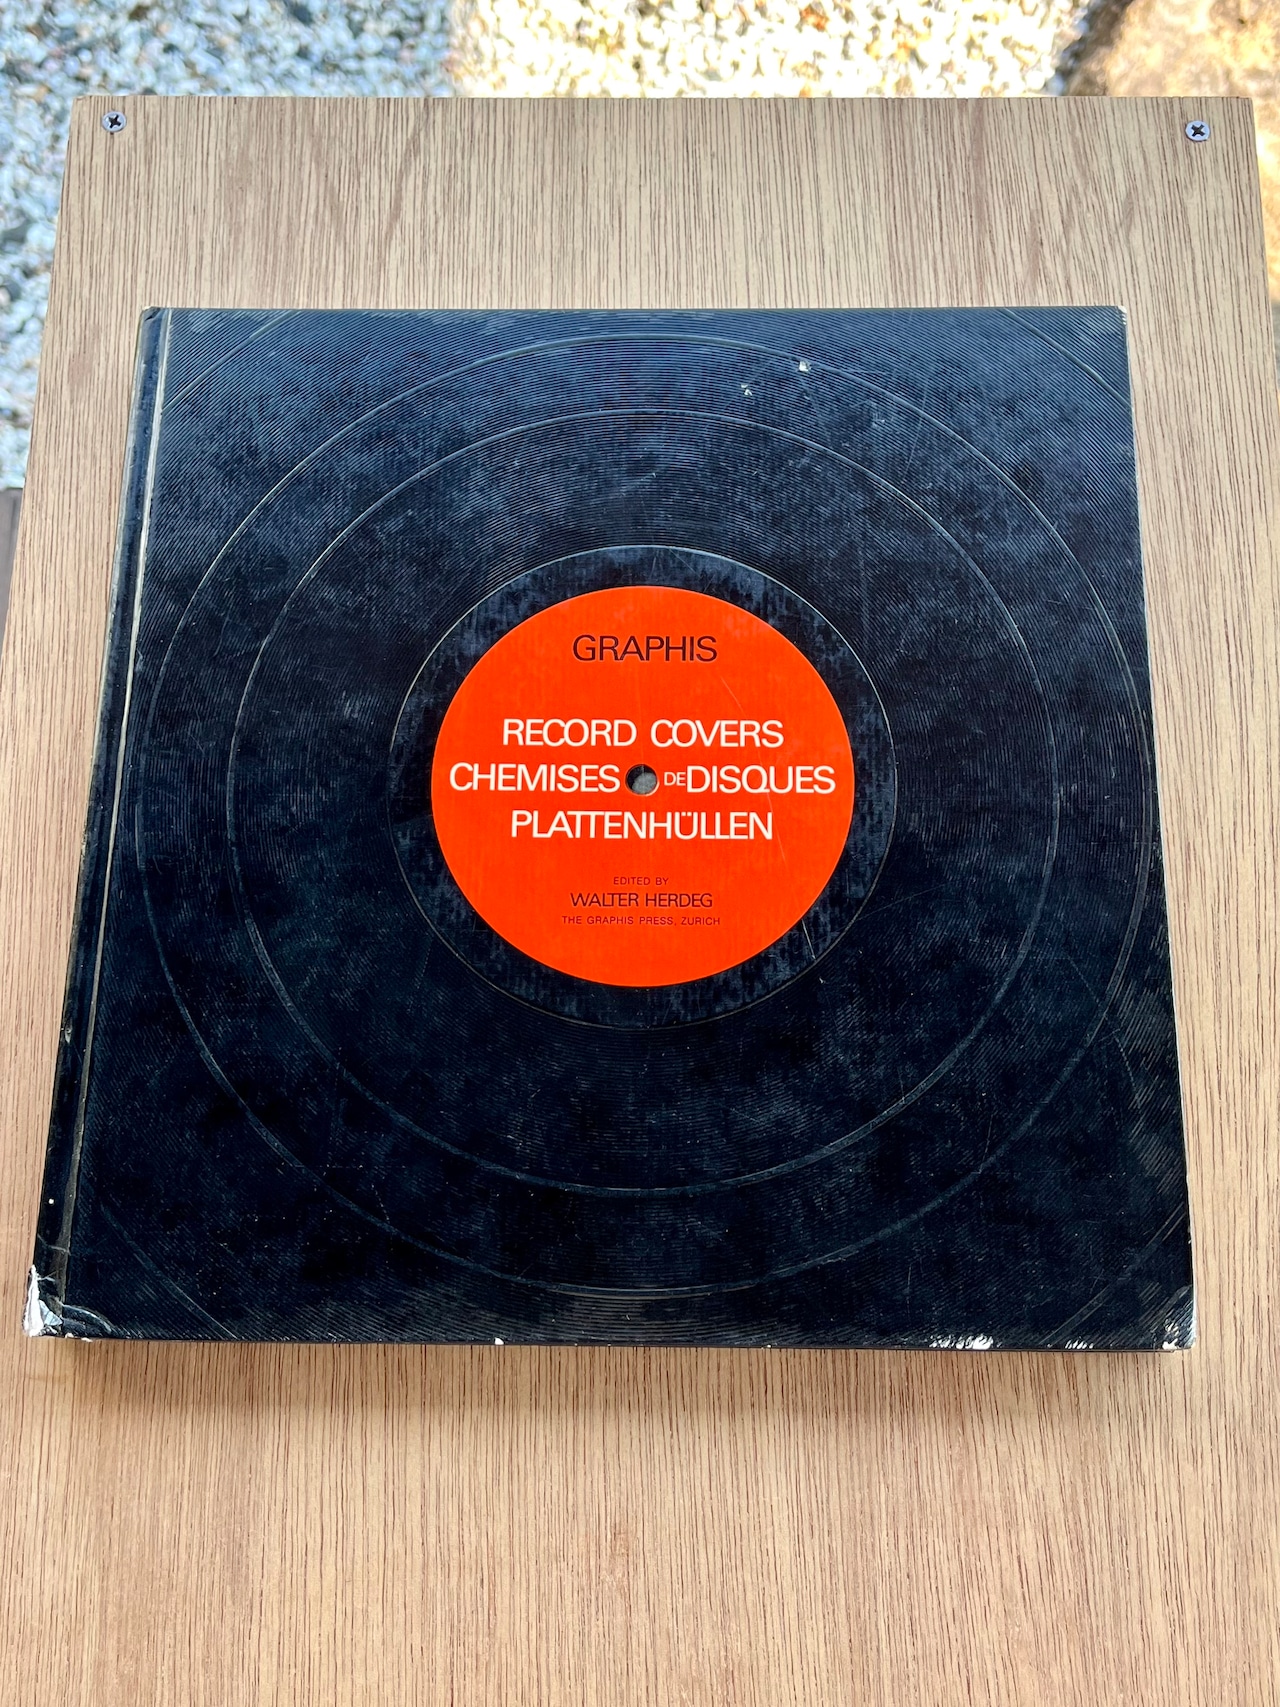 GRAPHIS
RECORD COVERS
CHEMISES DE DISQUES
PLATTENHÜLLEN
EDITED BY
WALTER HERDEG
THE GRAPHIS PRESS, ZURICH